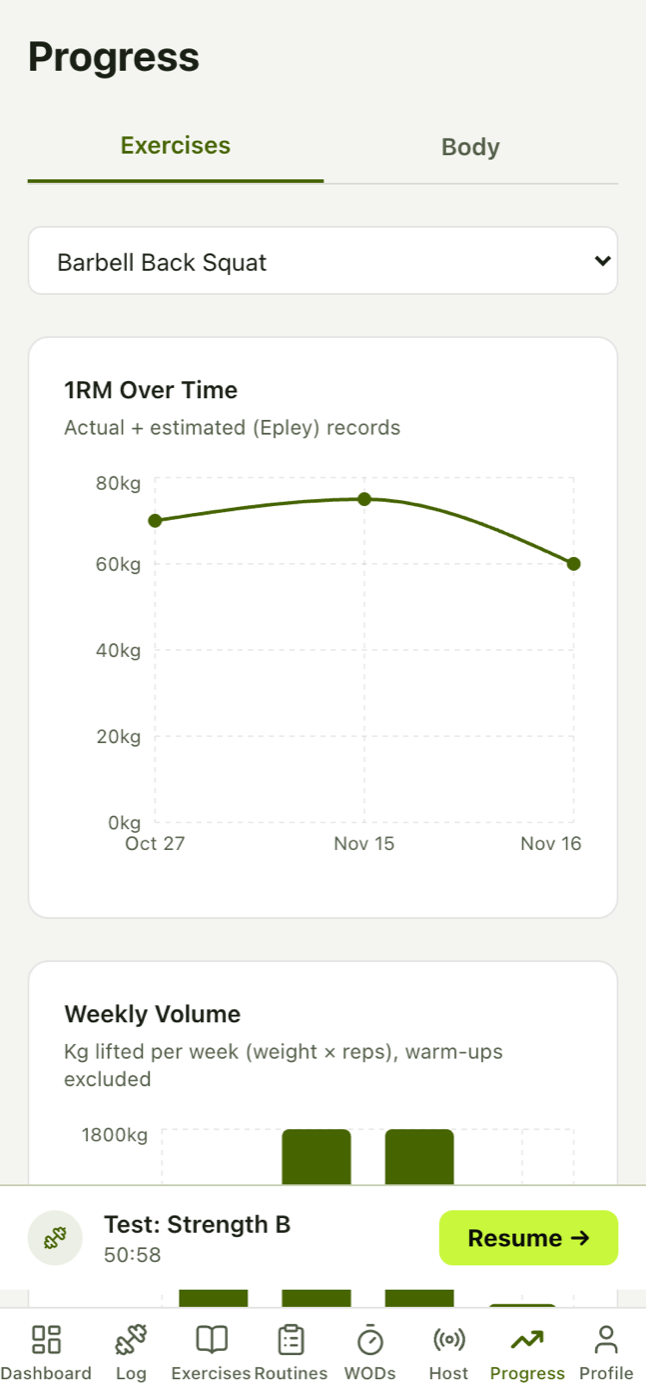 Progress
Exercises
Body
Barbell Back Squat
1RM Over Time
Actual + estimated (Epley) records
80kg
60kg
40kg
20kg
0kg
Oct 27
Nov 15
Nov 16
Weekly Volume
Kg lifted per week (weight × reps), warm-ups
excluded
1800kg
Test: Strength B
50:58
Resume →
Dashboard
Log
Exercises
Routines
WODs
Host
Progress
Profile